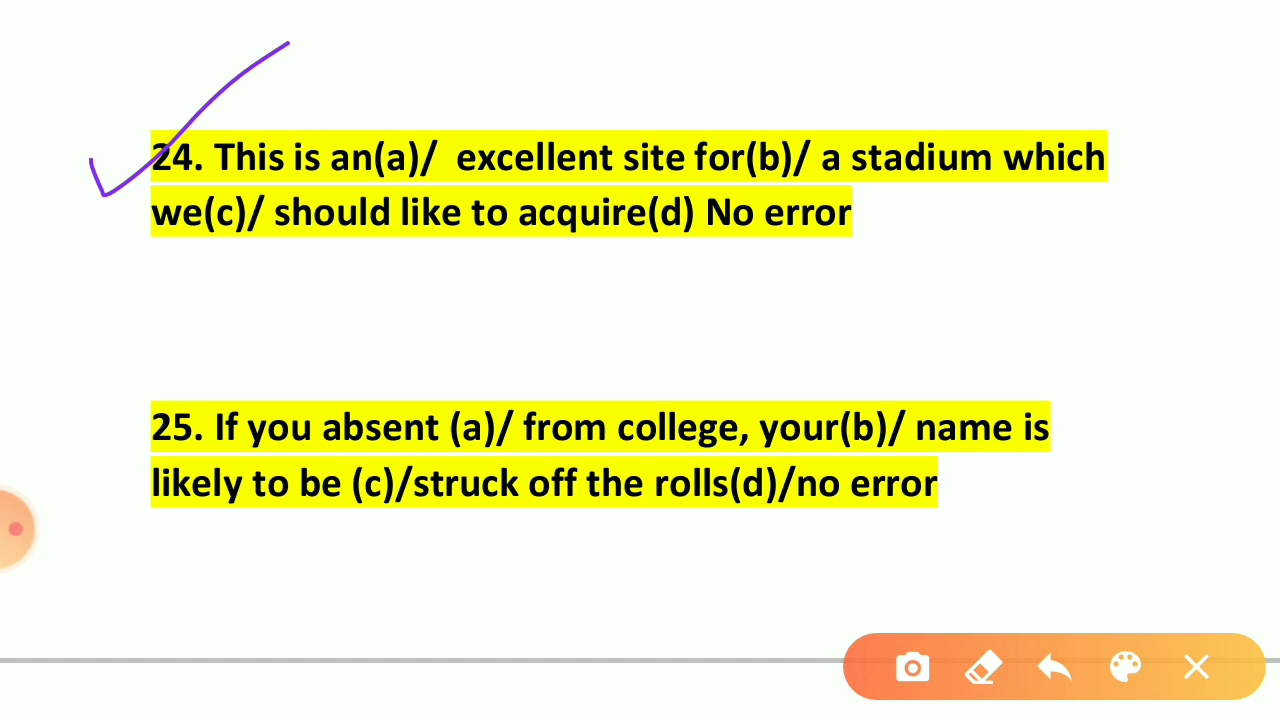 24. This is an(a)/  excellent site for(b)/ a stadium which
we(c)/ should like to acquire(d) No error
25. If you absent (a)/ from college, your(b)/ name is
likely to be (c)/struck off the rolls(d)/no error